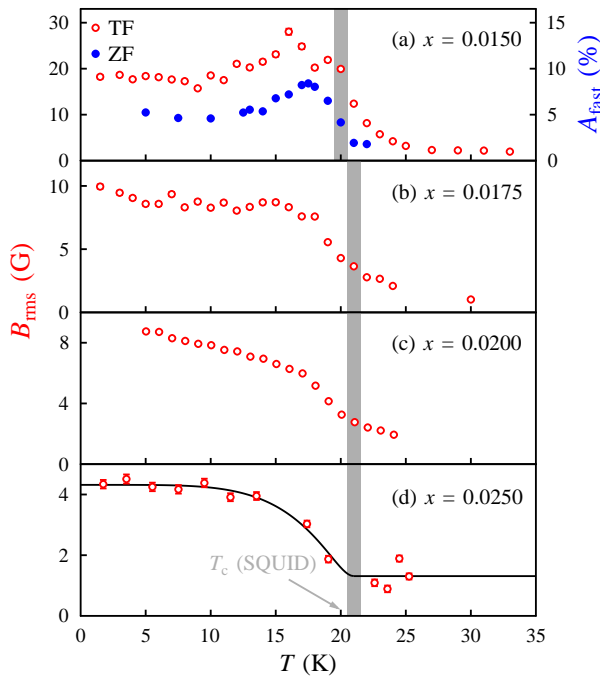 30
20
10
0
TF
ZF
(a) x = 0.0150
15
10
5
0
A_fast (%)
10
5
0
(b) x = 0.0175
B_rms (G)
8
4
0
(c) x = 0.0200
4
2
0
(d) x = 0.0250
T_c (SQUID)
0 5 10 15 20 25 30 35
T (K)